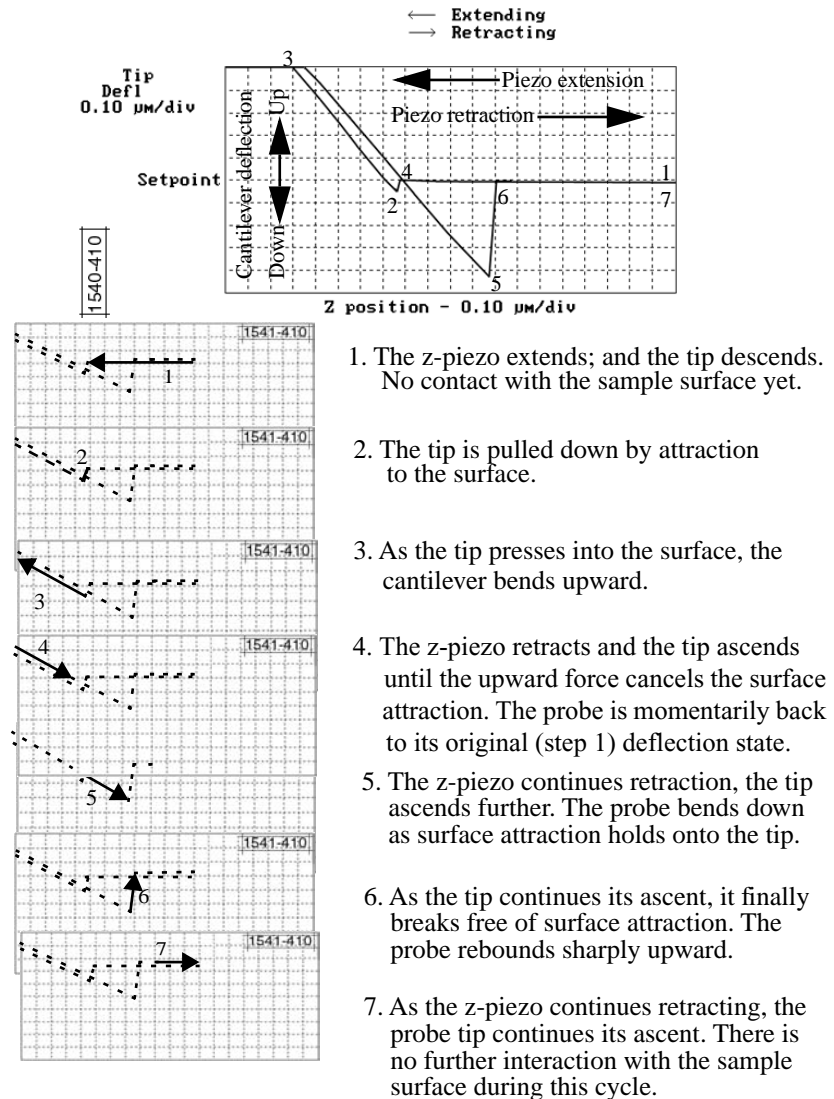 ← Extending
→ Retracting
3
Tip
Defl
0.10 µm/div
Cantilever deflection
Up
Down
Piezo extension
Piezo retraction
Setpoint
4
2
6
1
7
5
1540-410
Z position - 0.10 µm/div
1541-410
1
1. The z-piezo extends; and the tip descends.
No contact with the sample surface yet.
1541-410
2
2. The tip is pulled down by attraction
to the surface.
1541-410
3
3. As the tip presses into the surface, the
cantilever bends upward.
1541-410
4
4. The z-piezo retracts and the tip ascends
until the upward force cancels the surface
attraction. The probe is momentarily back
to its original (step 1) deflection state.
5
5. The z-piezo continues retraction, the tip
ascends further. The probe bends down
as surface attraction holds onto the tip.
1541-410
6
6. As the tip continues its ascent, it finally
breaks free of surface attraction. The
probe rebounds sharply upward.
1541-410
7
7. As the z-piezo continues retracting, the
probe tip continues its ascent. There is
no further interaction with the sample
surface during this cycle.